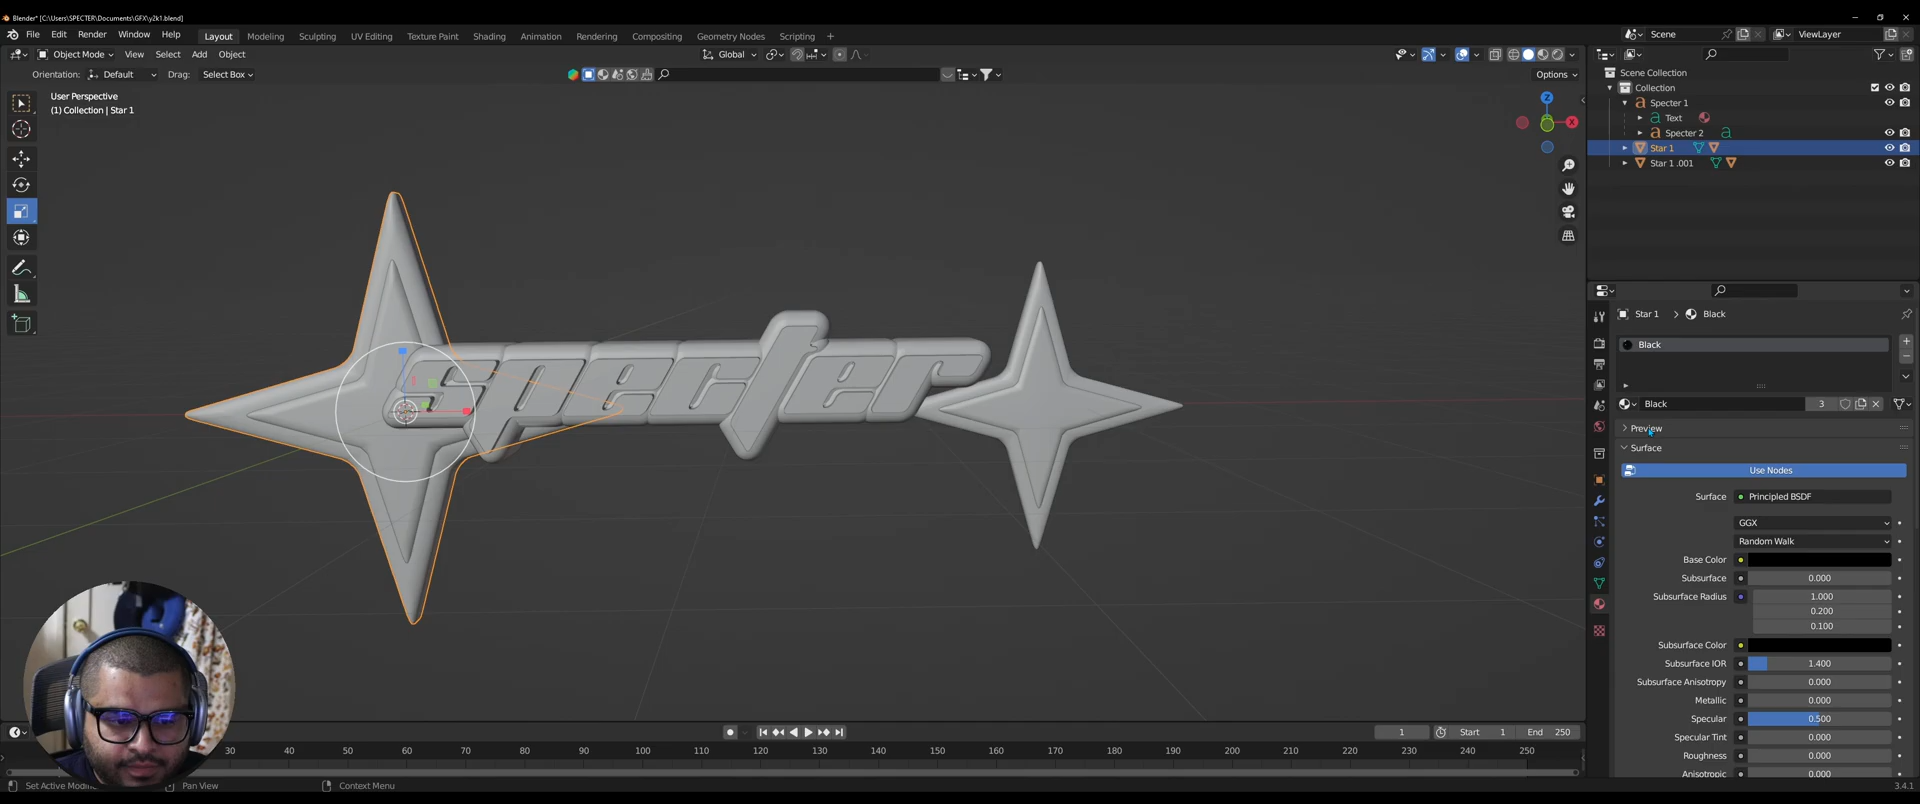 Blender* [C:\Users\SPECTER\Documents\GFX\y2k1.blend]
File Edit Render Window Help Layout Modeling Sculpting UV Editing Texture Paint Shading Animation Rendering Compositing Geometry Nodes Scripting + Scene ViewLayer
Object Mode View Select Add Object Global
Orientation: Default Drag: Select Box Options
User Perspective
(1) Collection | Star 1
Z
X
Scene Collection
Collection
Specter 1
Text
Specter 2
Star 1
Star 1 .001
Specter
Star 1 > Black
Black
Black 3
Preview
Surface
Use Nodes
Surface Principled BSDF
GGX
Random Walk
Base Color
Subsurface 0.000
Subsurface Radius 1.000
0.200
0.100
Subsurface Color
Subsurface IOR 1.400
Subsurface Anisotropy 0.000
Metallic 0.000
Specular 0.500
Specular Tint 0.000
Roughness 0.000
Anisotropic 0.000
1 Start 1 End 250
30 40 50 60 70 80 90 100 110 120 130 140 150 160 170 180 190 200 210 220 230 240 250
Pan View Context Menu 3.4.1